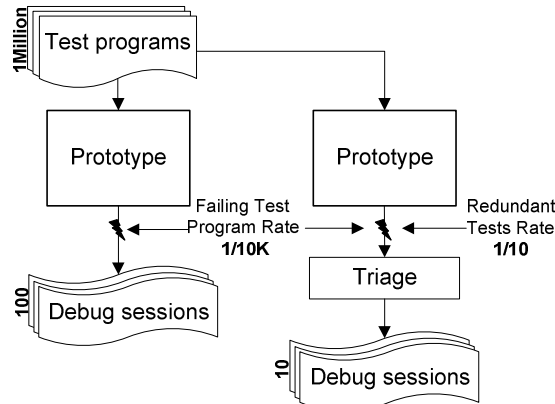 1Million
Test programs
Prototype
Prototype
Failing Test
Program Rate
1/10K
Redundant
Tests Rate
1/10
Triage
100
Debug sessions
10
Debug sessions